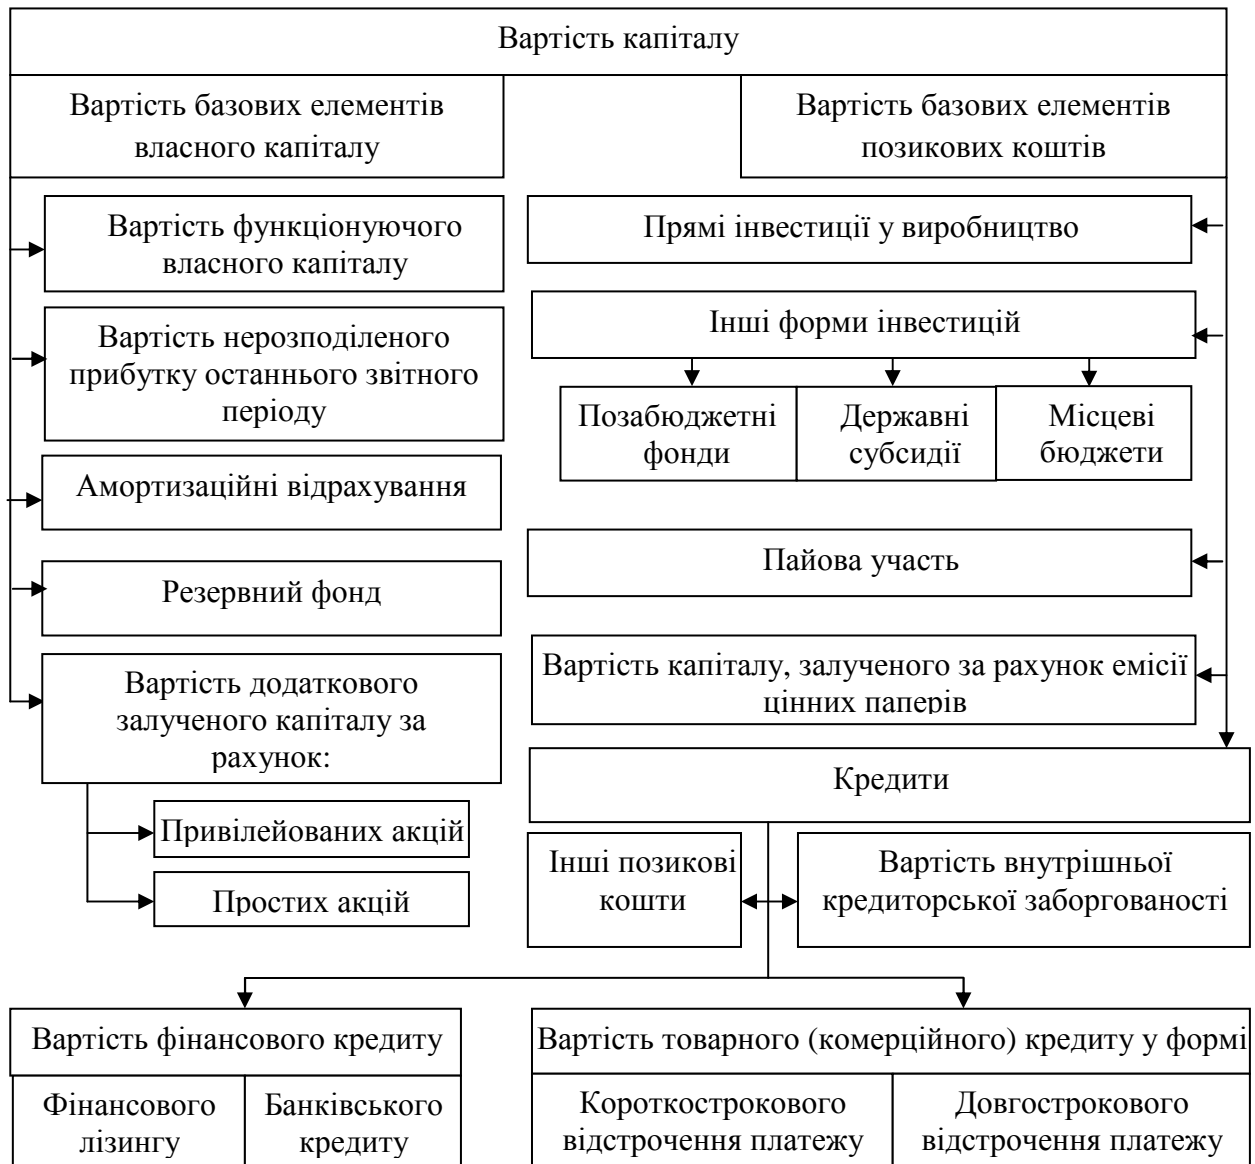 Вартість капіталу
Вартість базових елементів
власного капіталу
Вартість базових елементів
позикових коштів
Вартість функціонуючого
власного капіталу
Вартість нерозподіленого
прибутку останнього звітного
періоду
Амортизаційні відрахування
Резервний фонд
Вартість додаткового
залученого капіталу за
рахунок:
Привілейованих акцій
Простих акцій
Прямі інвестиції у виробництво
Інші форми інвестицій
Позабюджетні
фонди
Державні
субсидії
Місцеві
бюджети
Пайова участь
Вартість капіталу, залученого за рахунок емісії
цінних паперів
Кредити
Інші позикові
кошти
Вартість внутрішньої
кредиторської заборгованості
Вартість фінансового кредиту
Фінансового
лізингу
Банківського
кредиту
Вартість товарного (комерційного) кредиту у формі
Короткострокового
відстрочення платежу
Довгострокового
відстрочення платежу